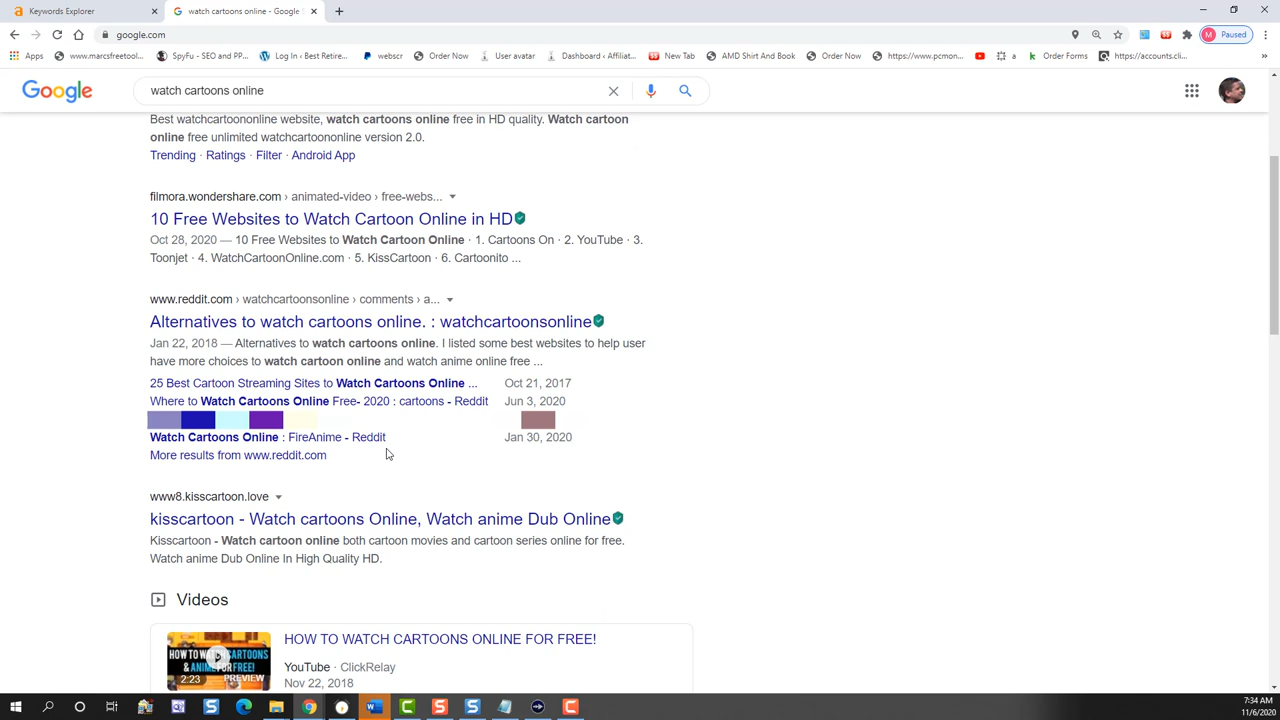 Keywords Explorer
watch cartoons online - Google S
google.com
M
Paused
Apps
www.marcsfreetool...
SpyFu - SEO and PP...
Log In ‹ Best Retire...
webscr
Order Now
User avatar
Dashboard ‹ Affiliat...
New Tab
AMD Shirt And Book
Order Now
https://www.pcmon...
a
Order Forms
https://accounts.cli...
Google
watch cartoons online
Best watchcartoononline website, watch cartoons online free in HD quality. Watch cartoon
online free unlimited watchcartoononline version 2.0.
Trending · Ratings · Filter · Android App
filmora.wondershare.com › animated-video › free-webs...
10 Free Websites to Watch Cartoon Online in HD
Oct 28, 2020 — 10 Free Websites to Watch Cartoon Online · 1. Cartoons On · 2. YouTube · 3.
Toonjet · 4. WatchCartoonOnline.com · 5. KissCartoon · 6. Cartoonito ...
www.reddit.com › watchcartoonsonline › comments › a...
Alternatives to watch cartoons online. : watchcartoonsonline
Jan 22, 2018 — Alternatives to watch cartoons online. I listed some best websites to help user
have more choices to watch cartoon online and watch anime online free ...
25 Best Cartoon Streaming Sites to Watch Cartoons Online ... Oct 21, 2017
Where to Watch Cartoons Online Free- 2020 : cartoons - Reddit Jun 3, 2020
Watch Cartoons Online : FireAnime - Reddit Jan 30, 2020
More results from www.reddit.com
www8.kisscartoon.love
kisscartoon - Watch cartoons Online, Watch anime Dub Online
Kisscartoon - Watch cartoon online both cartoon movies and cartoon series online for free.
Watch anime Dub Online In High Quality HD.
Videos
HOW TO WATCH CARTOONS ONLINE FOR FREE!
YouTube · ClickRelay
Nov 22, 2018
2:23
PREVIEW
7:34 AM
11/6/2020